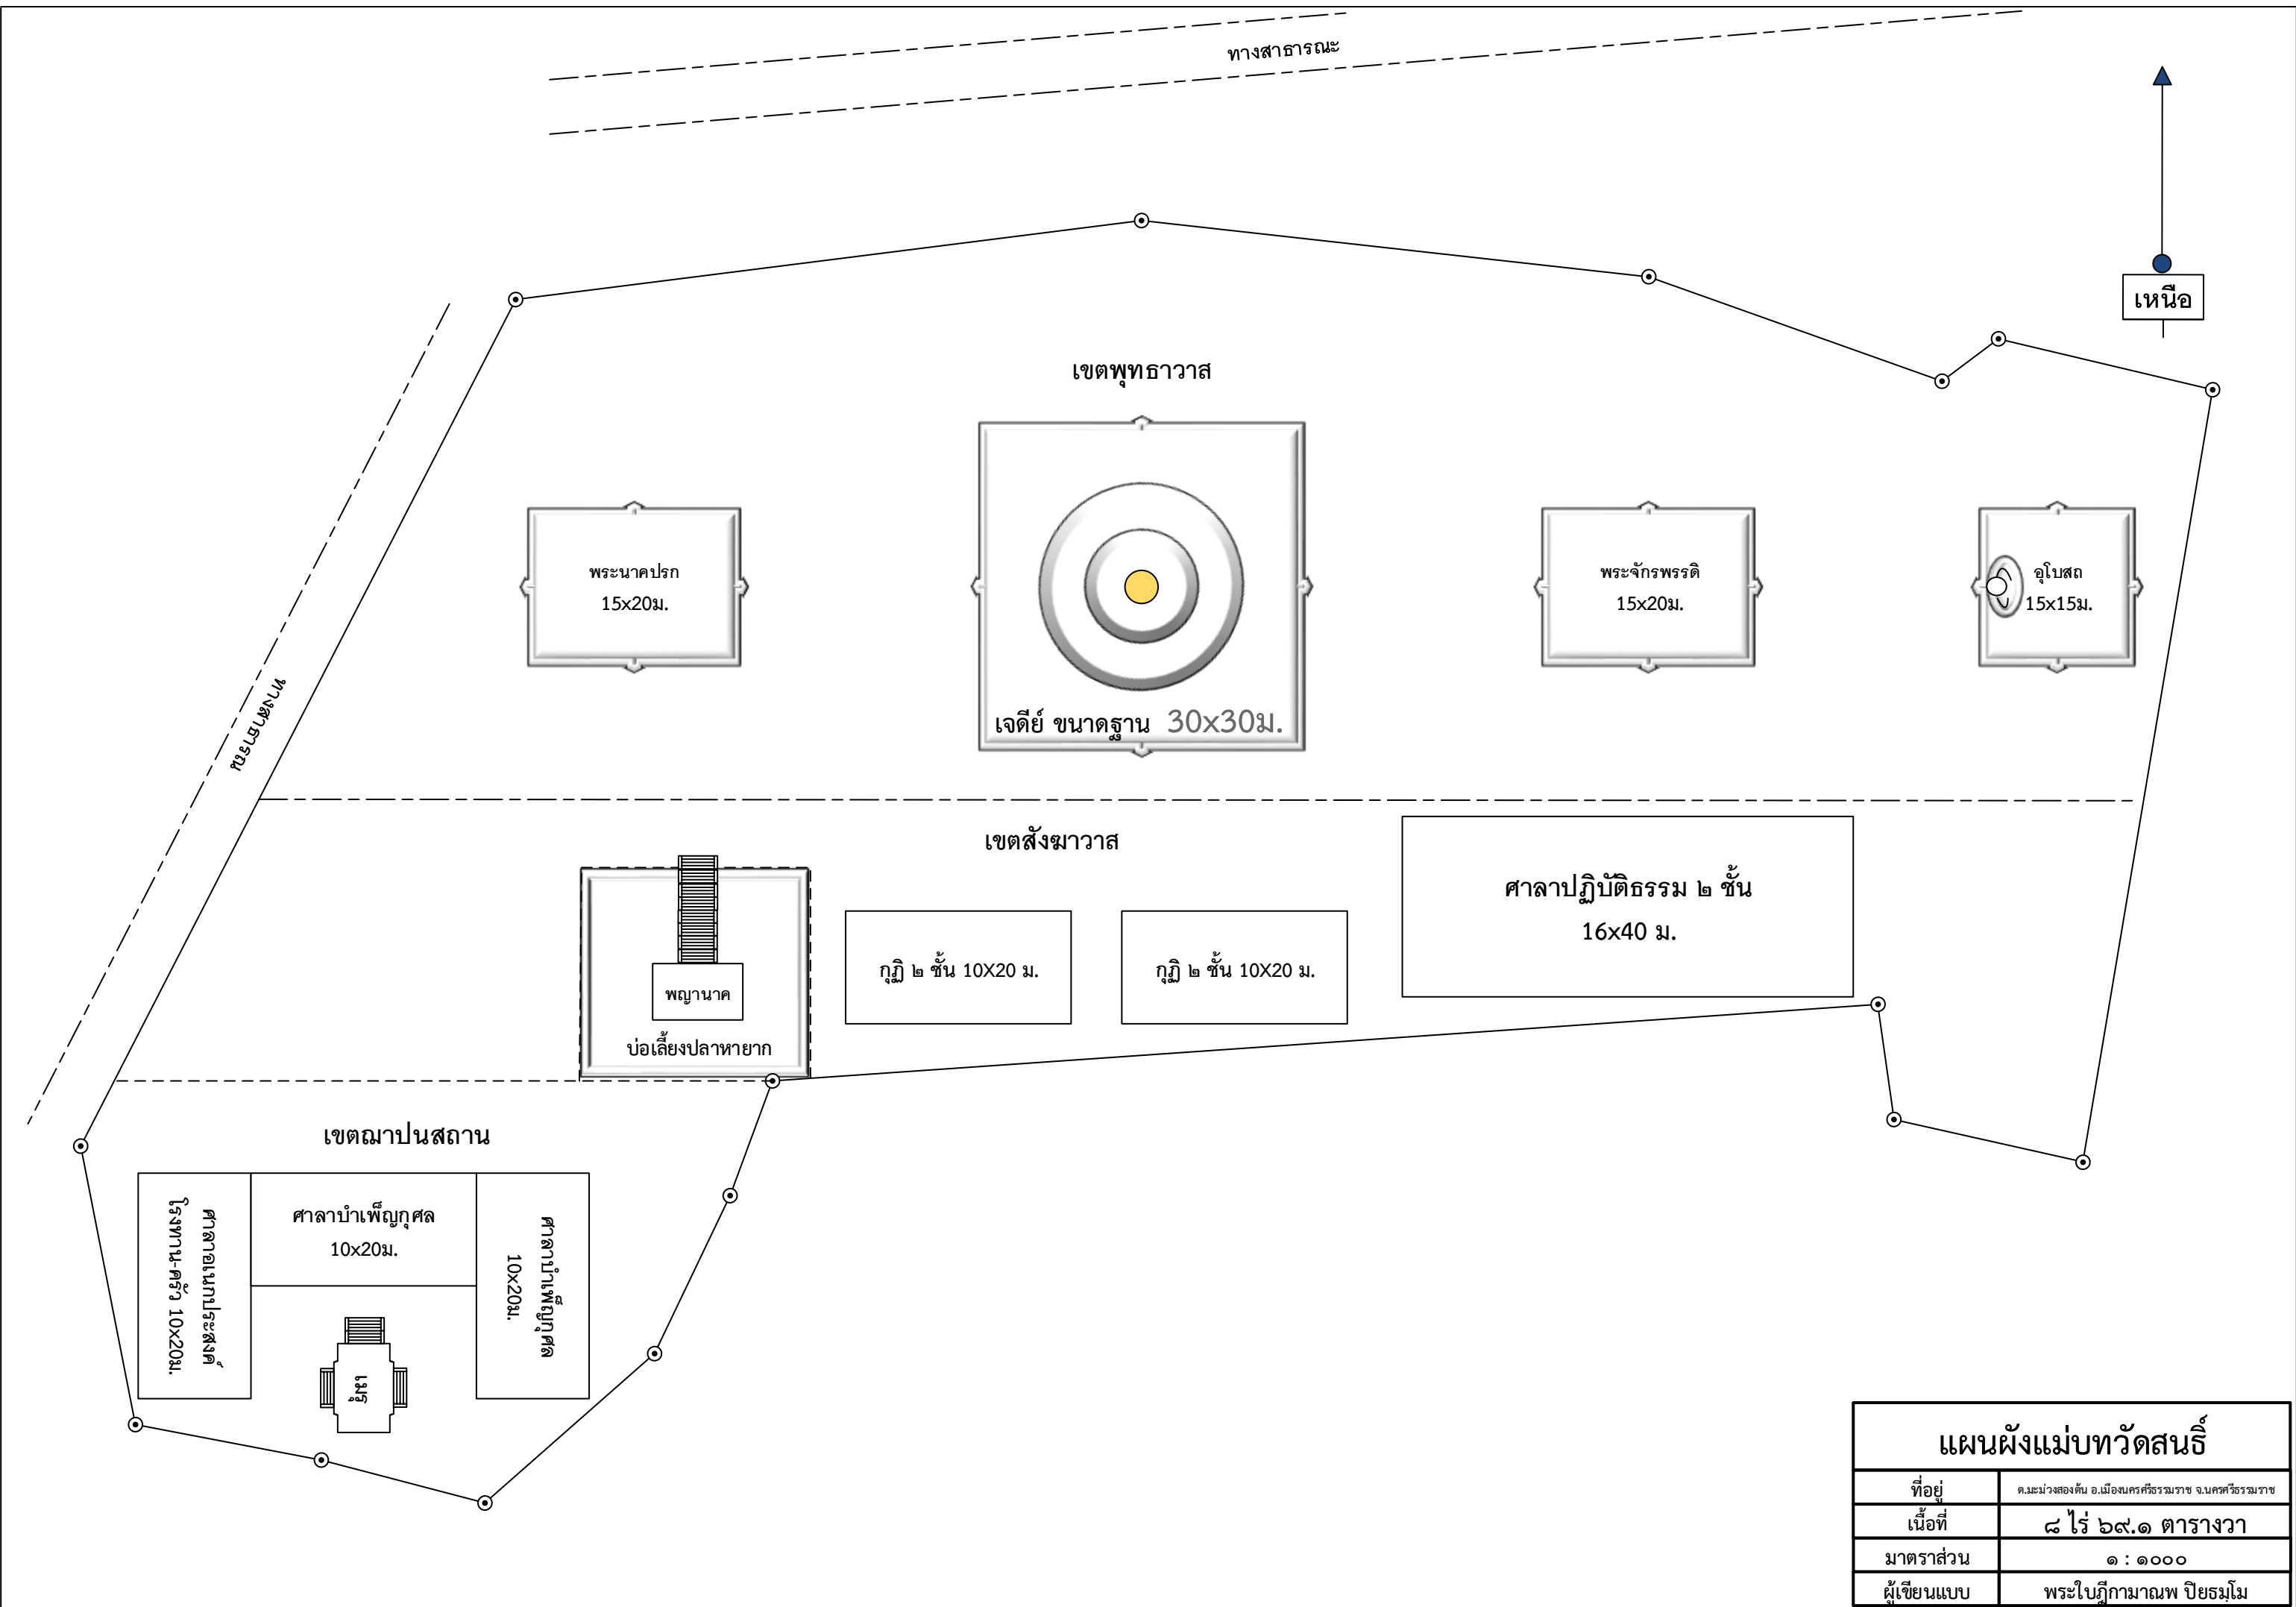 ทางสาธารณะ
เหนือ
เขตพุทธาวาส
พระนาคปรก
15x20ม.
พระจักรพรรดิ
15x20ม.
อุโบสถ
15x15ม.
เจดีย์ ขนาดฐาน 30x30ม.
ทางสาธารณ
เขตสังฆาวาส
ศาลาปฏิบัติธรรม ๒ ชั้น
16x40 ม.
กุฏิ ๒ ชั้น 10X20 ม.
กุฏิ ๒ ชั้น 10X20 ม.
พญานาค
บ่อเลี้ยงปลาหายาก
เขตฌาปนสถาน
ศาลาอเนกประสงค์
โรงทาน-ครัว 10x20ม.
ศาลาบำเพ็ญกุศล
10x20ม.
ศาลาบำเพ็ญกุศล
10x20ม.
เมรุ
แผนผังแม่บทวัดสนธิ์
ที่อยู่ ต.มะม่วงสองต้น อ.เมืองนครศรีธรรมราช จ.นครศรีธรรมราช
เนื้อที่ ๘ ไร่ ๖๙.๑ ตารางวา
มาตราส่วน ๑ : ๑๐๐๐
ผู้เขียนแบบ พระใบฎีกามาณพ ปิยธมฺโม